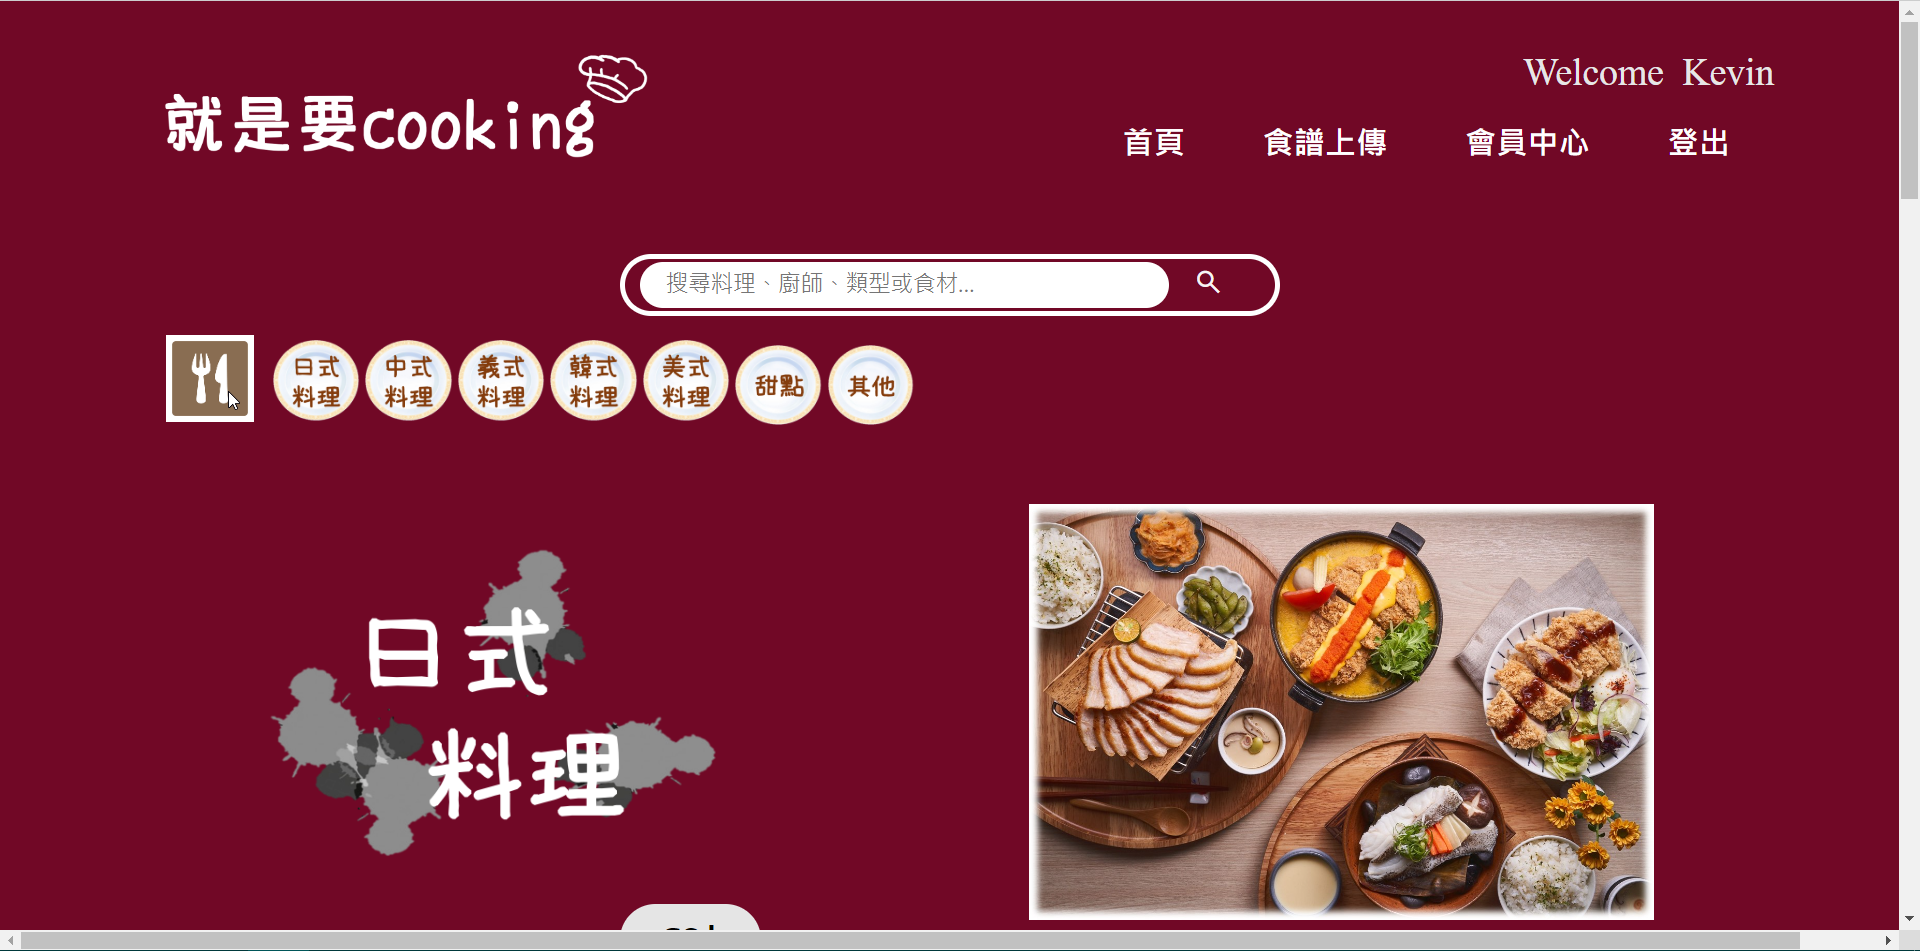 就是要cooking
Welcome Kevin
首頁 食譜上傳 會員中心 登出
搜尋料理、廚師、類型或食材...
日式
料理
中式
料理
義式
料理
韓式
料理
美式
料理
甜點
其他
日式
料理